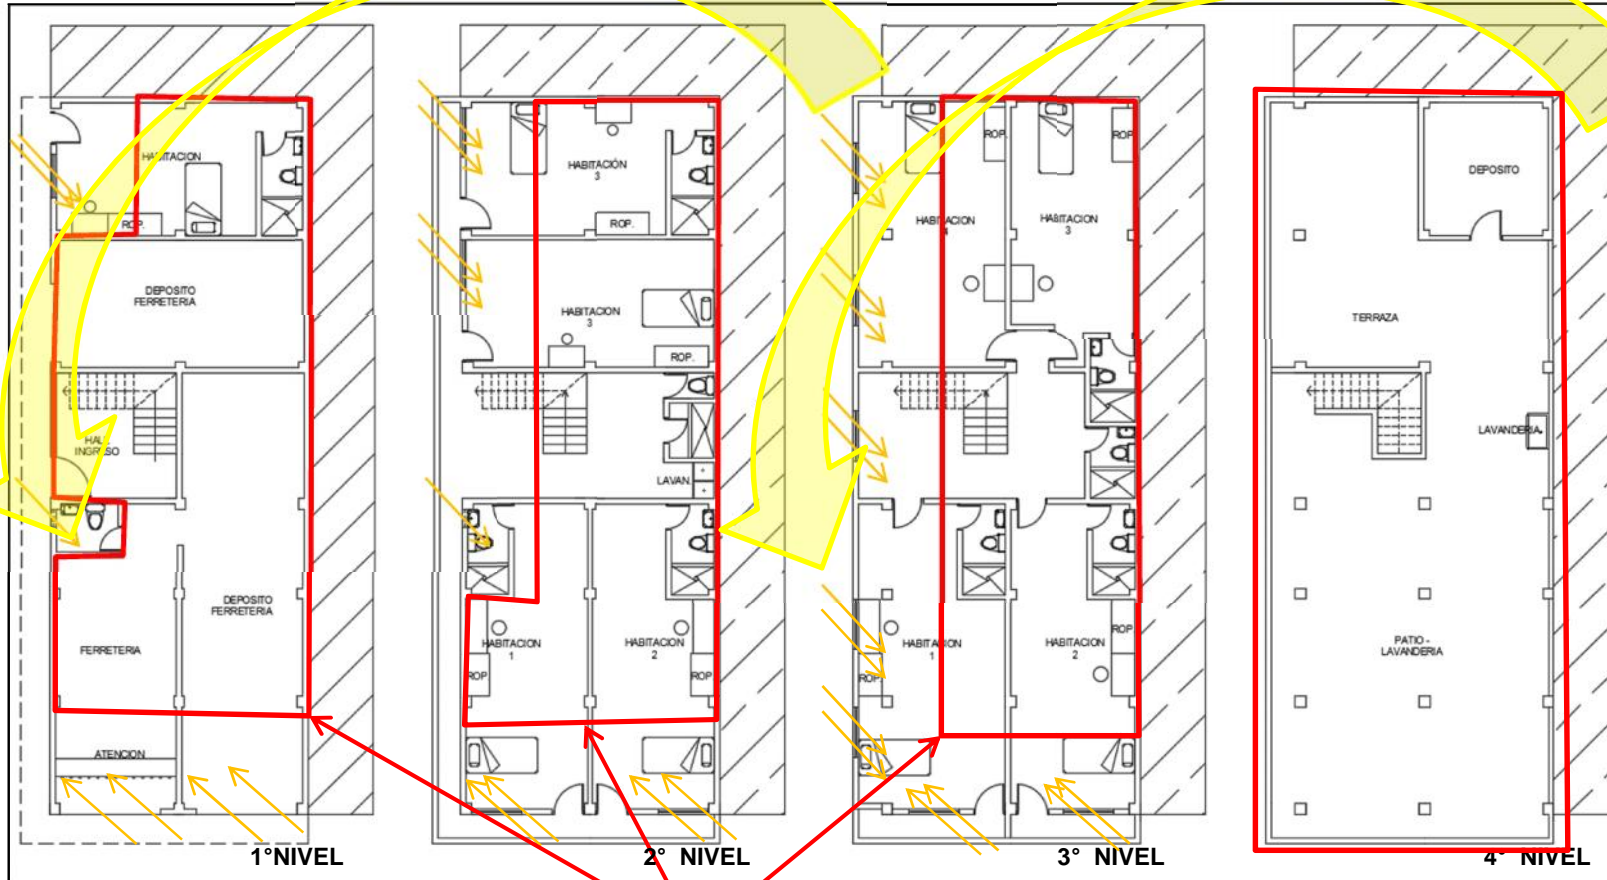 HABITACION
ROP.
DEPOSITO
FERRETERIA
HALL
INGRESO
DEPOSITO
FERRETERIA
FERRETERIA
ATENCION
1°NIVEL
HABITACIÓN
3
ROP.
HABITACION
3
ROP.
LAVAN.
HABITACION
1
ROP
HABITACION
2
ROP
2° NIVEL
ROP.
ROP
HABITACION
4
HABITACION
3
HABITACION
1
ROP.
HABITACION
2
ROP
3° NIVEL
DEPOSITO
TERRAZA
LAVANDERIA
PATIO -
LAVANDERIA
4° NIVEL